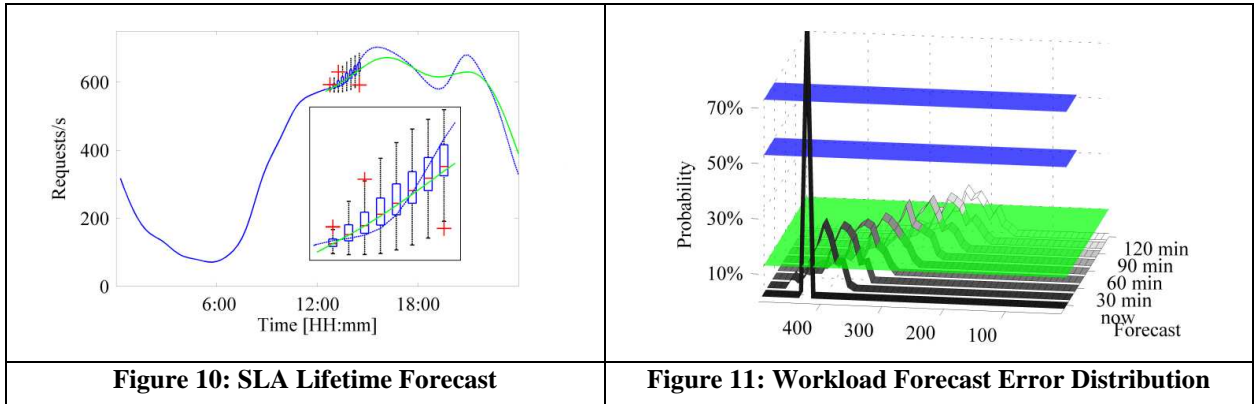 600
400
200
0
Requests/s
6:00 12:00 18:00
Time [HH:mm]
Figure 10: SLA Lifetime Forecast
70%
50%
30%
10%
Probability
400 300 200 100
120 min
90 min
60 min
30 min
now
Forecast
Figure 11: Workload Forecast Error Distribution